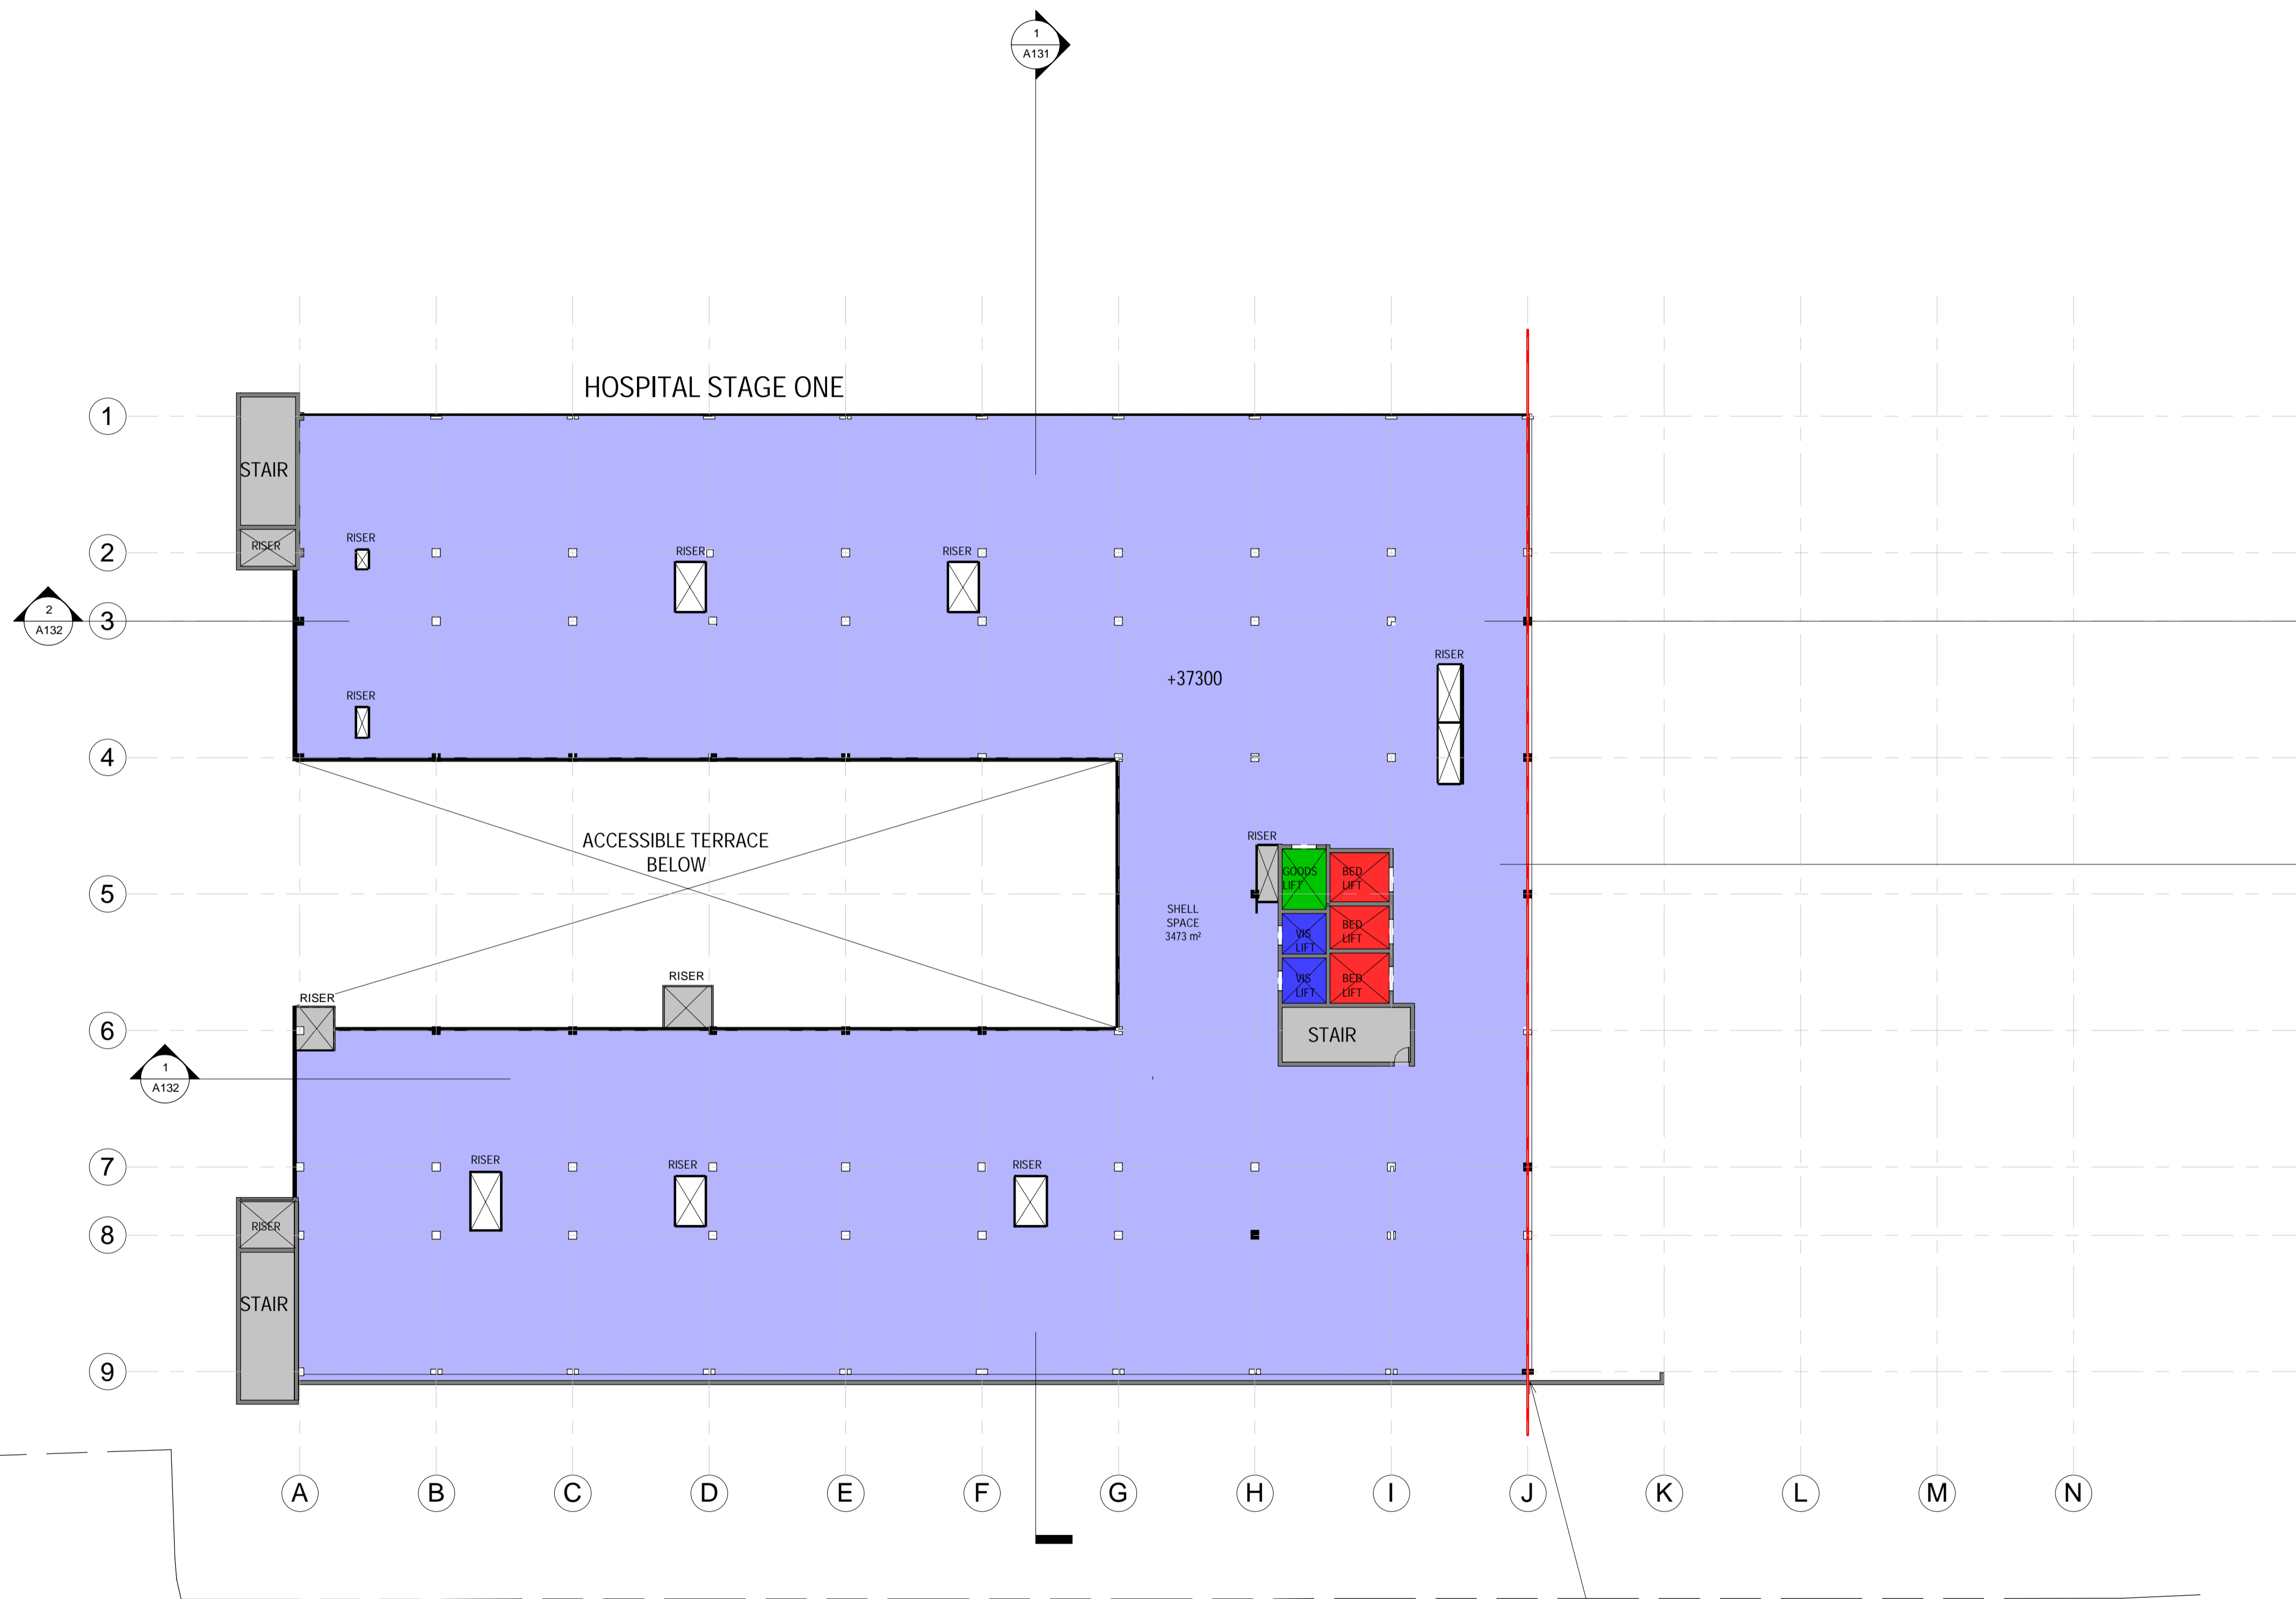 1
A131
HOSPITAL STAGE ONE
1
STAIR
2
RISER
RISER
RISER
RISER
2
A132
3
RISER
+37300
RISER
4
ACCESSIBLE TERRACE
BELOW
RISER
GOODS
LIFT
BED
LIFT
5
SHELL
SPACE
3473 m²
VIS
LIFT
BED
LIFT
VIS
LIFT
BED
LIFT
RISER
RISER
6
STAIR
1
A132
7
RISER
RISER
RISER
8
RISER
STAIR
9
A B C D E F G H I J K L M N